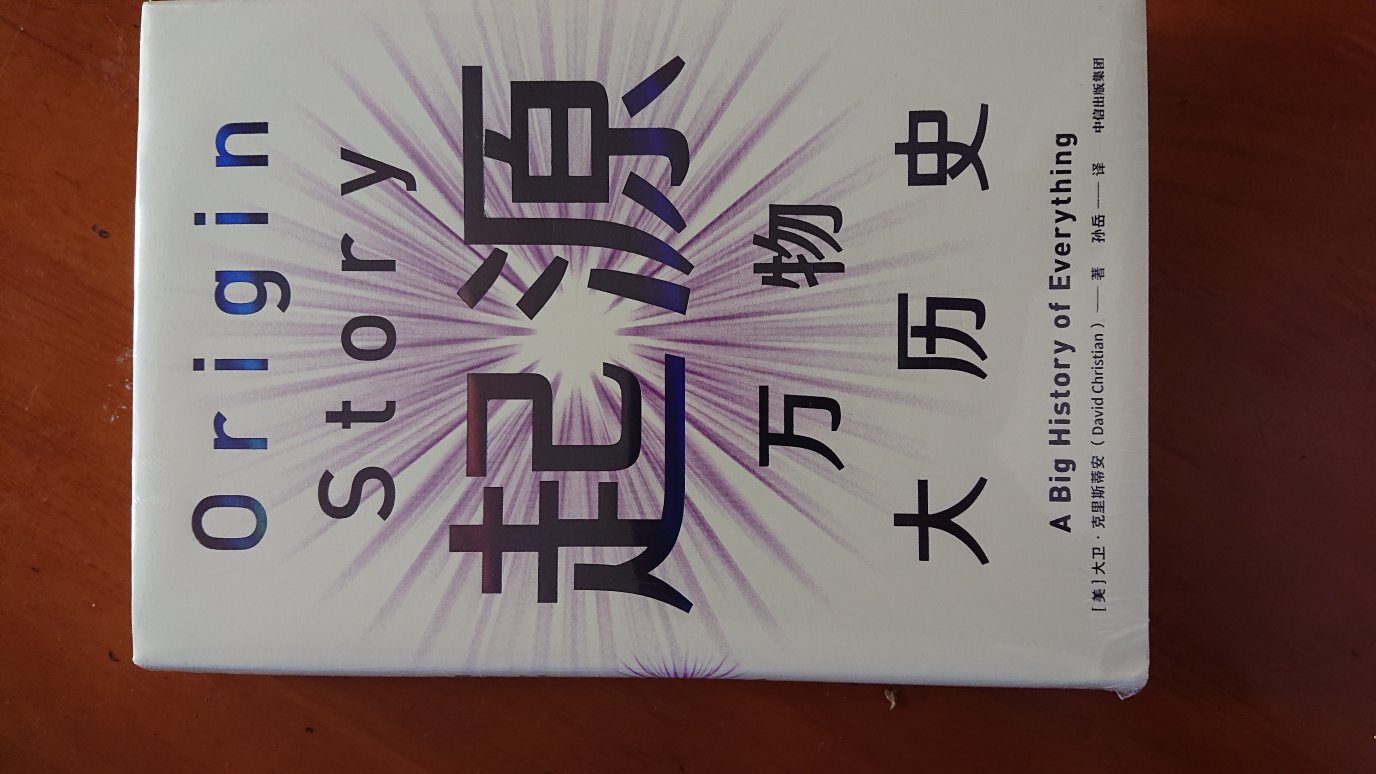 Origin
Story
起源
万物
大历史
A Big History of Everything
[美]大卫·克里斯蒂安（David Christian）——著 孙岳——译 中信出版集团